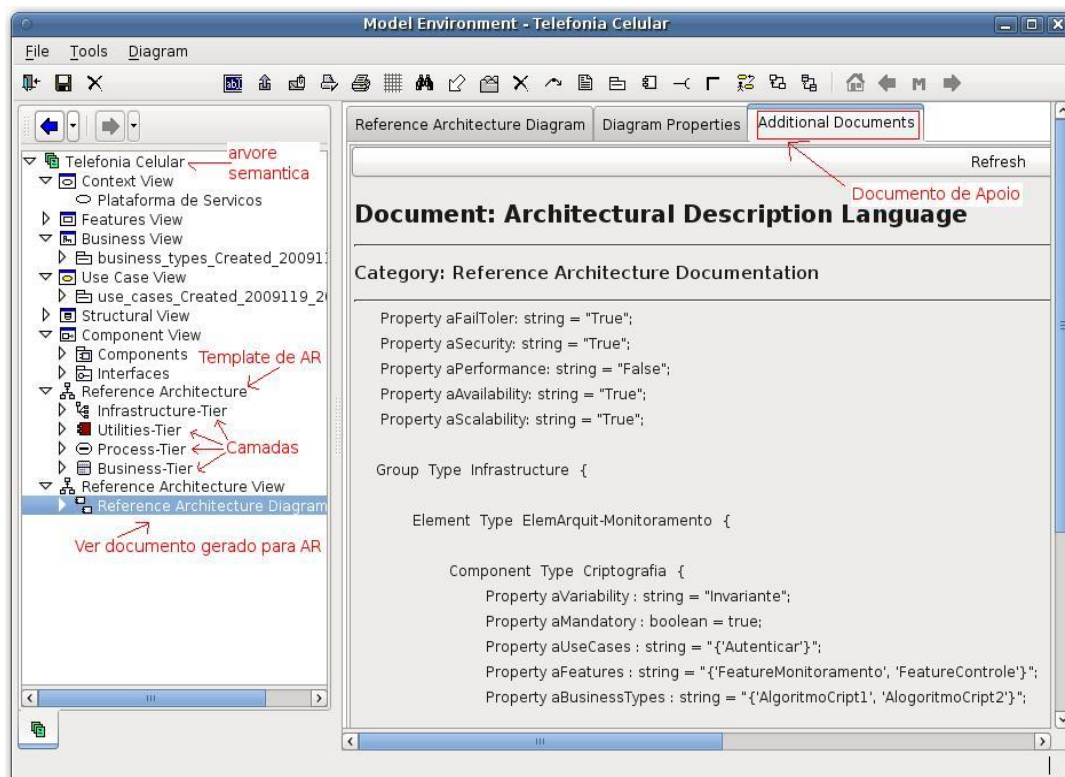 Model Environment - Telefonia Celular
File Tools Diagram
ab|
M
Reference Architecture Diagram
Diagram Properties
Additional Documents
Telefonia Celular
arvore
semantica
Context View
Plataforma de Servicos
Features View
Business View
business_types_Created_20091
Use Case View
use_cases_Created_2009119_2
Structural View
Component View
Components
Template de AR
Interfaces
Reference Architecture
Infrastructure-Tier
Utilities-Tier
Process-Tier
Camadas
Business-Tier
Reference Architecture View
Reference Architecture Diagram
Ver documento gerado para AR
Refresh
Documento de Apoio
Document: Architectural Description Language
Category: Reference Architecture Documentation
Property aFailToler: string = "True";
Property aSecurity: string = "True";
Property aPerformance: string = "False";
Property aAvailability: string = "True";
Property aScalability: string = "True";
Group Type Infrastructure {
Element Type ElemArquit-Monitoramento {
Component Type Criptografia {
Property aVariability : string = "Invariante";
Property aMandatory : boolean = true;
Property aUseCases : string = "{'Autenticar'}";
Property aFeatures : string = "{'FeatureMonitoramento', 'FeatureControle'}";
Property aBusinessTypes : string = "{'AlgoritmoCript1', 'AlogoritmoCript2'}";